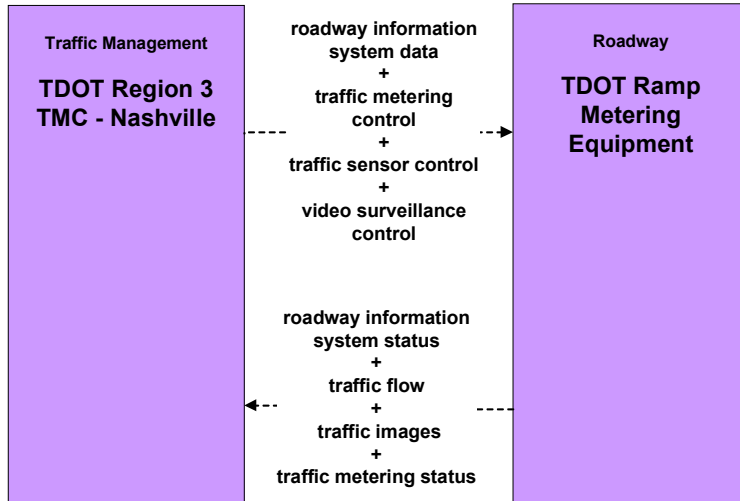 Traffic Management
TDOT Region 3
TMC - Nashville
roadway information
system data
+
traffic metering
control
+
traffic sensor control
+
video surveillance
control
Roadway
TDOT Ramp
Metering
Equipment
roadway information
system status
+
traffic flow
+
traffic images
+
traffic metering status